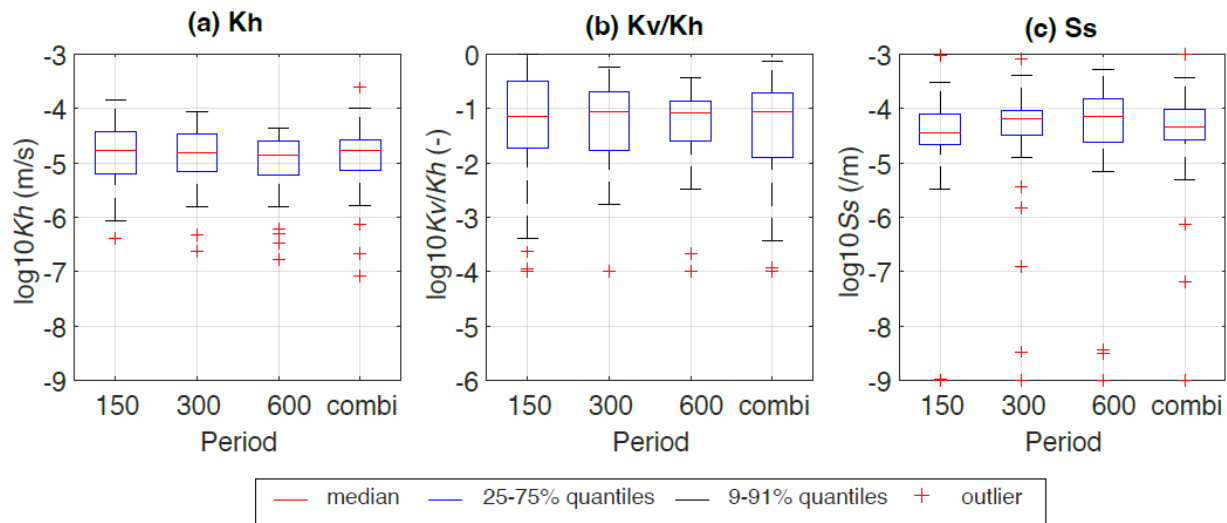 (a) Kh
(b) Kv/Kh
(c) Ss
log10Kh (m/s)
-3
-4
-5
-6
-7
-8
-9
150 300 600 combi
Period
log10Kv/Kh (-)
0
-1
-2
-3
-4
-5
-6
150 300 600 combi
Period
log10Ss (/m)
-3
-4
-5
-6
-7
-8
-9
150 300 600 combi
Period
median 25-75% quantiles 9-91% quantiles outlier